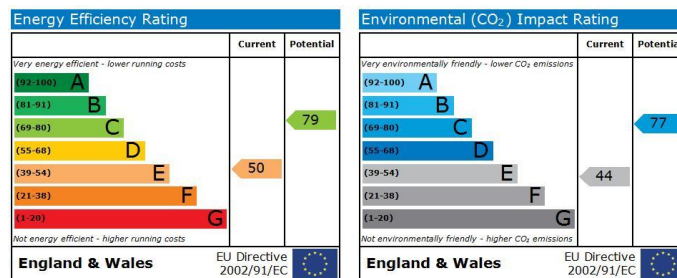 Energy Efficiency Rating
Current Potential
Very energy efficient - lower running costs
(92-100) A
(81-91) B
(69-80) C
79
(55-68) D
(39-54) E
50
(21-38) F
(1-20) G
Not energy efficient - higher running costs
England & Wales
EU Directive
2002/91/EC
Environmental (CO₂) Impact Rating
Current Potential
Very environmentally friendly - lower CO₂ emissions
(92-100) A
(81-91) B
(69-80) C
77
(55-68) D
(39-54) E
44
(21-38) F
(1-20) G
Not environmentally friendly - higher CO₂ emissions
England & Wales
EU Directive
2002/91/EC